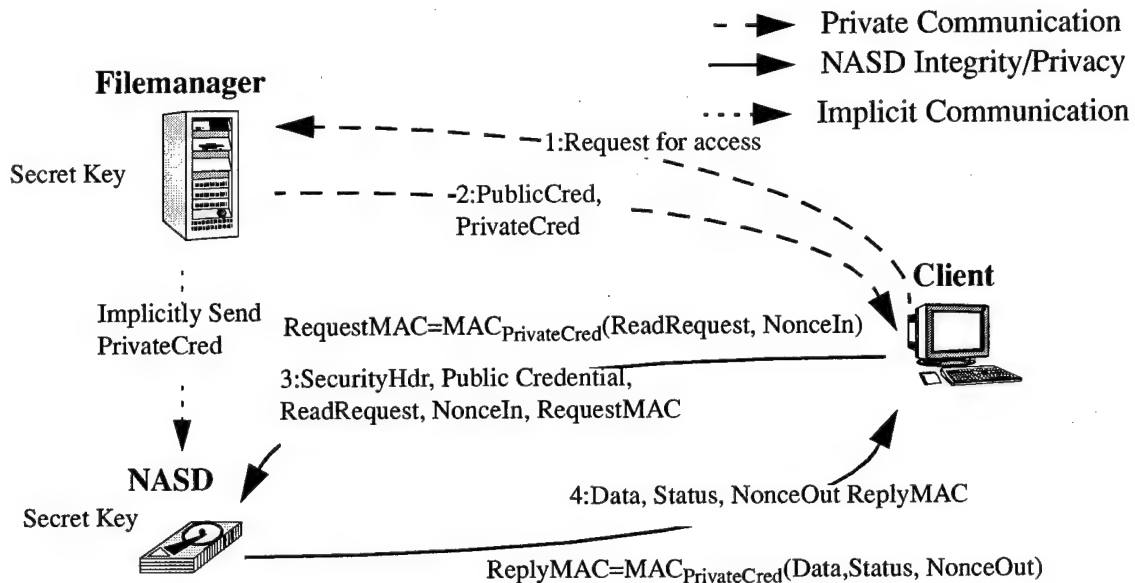 Private Communication
NASD Integrity/Privacy
Implicit Communication
Filemanager
Secret Key
1:Request for access
2:PublicCred,
PrivateCred
Client
Implicitly Send
PrivateCred
RequestMAC=MAC_PrivateCred(ReadRequest, NonceIn)
3:SecurityHdr, Public Credential,
ReadRequest, NonceIn, RequestMAC
NASD
Secret Key
4:Data, Status, NonceOut ReplyMAC
ReplyMAC=MAC_PrivateCred(Data,Status, NonceOut)